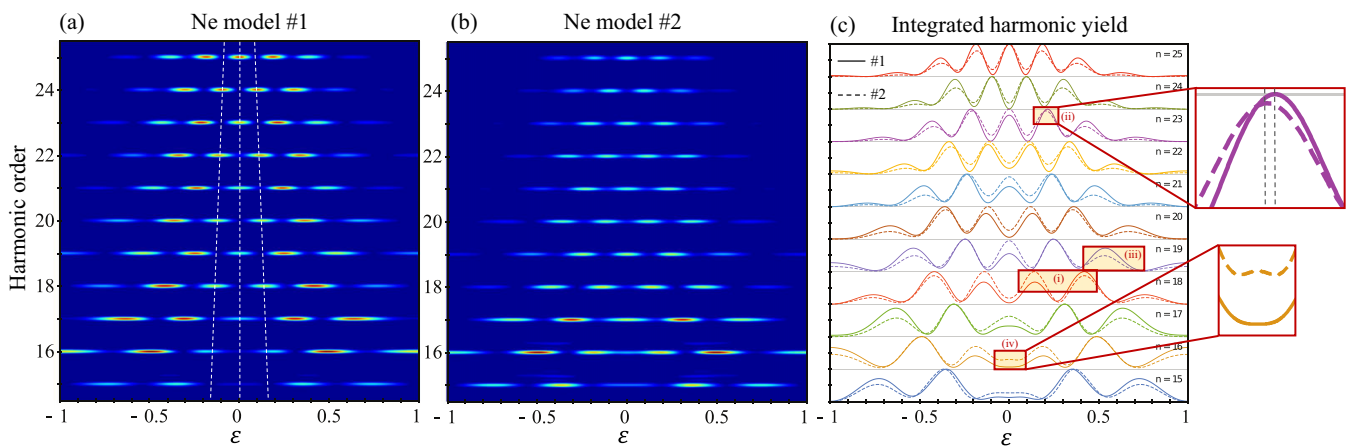 (a) Ne model #1
Harmonic order
24
22
20
18
16
- 1 - 0.5 0 0.5 1
ε
(b) Ne model #2
24
22
20
18
16
- 1 - 0.5 0 0.5 1
ε
(c) Integrated harmonic yield
#1
#2
n = 25
n = 24
n = 23
n = 22
n = 21
n = 20
n = 19
n = 18
n = 17
n = 16
n = 15
(ii)
(iii)
(i)
(iv)
- 1 - 0.5 0 0.5 1
ε